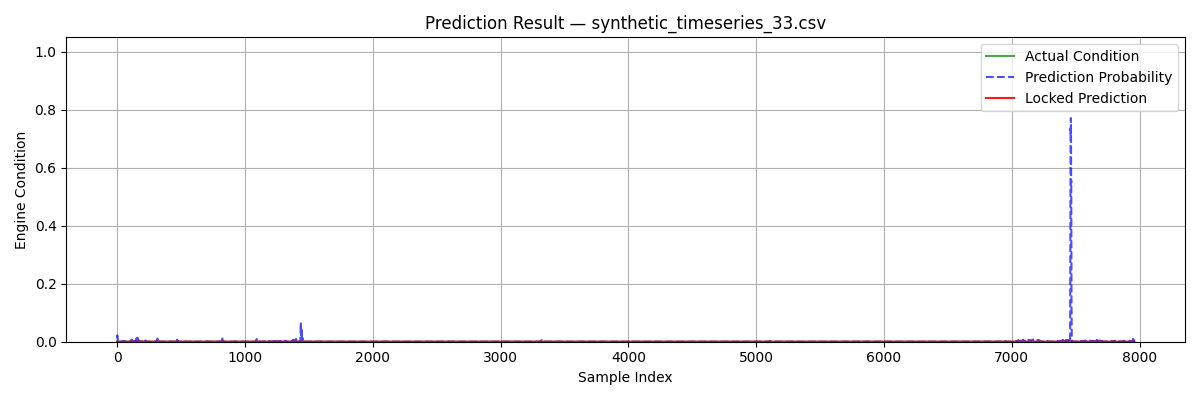 Prediction Result — synthetic_timeseries_33.csv
Actual Condition
Prediction Probability
Locked Prediction
Engine Condition
1.0
0.8
0.6
0.4
0.2
0.0
0 1000 2000 3000 4000 5000 6000 7000 8000
Sample Index